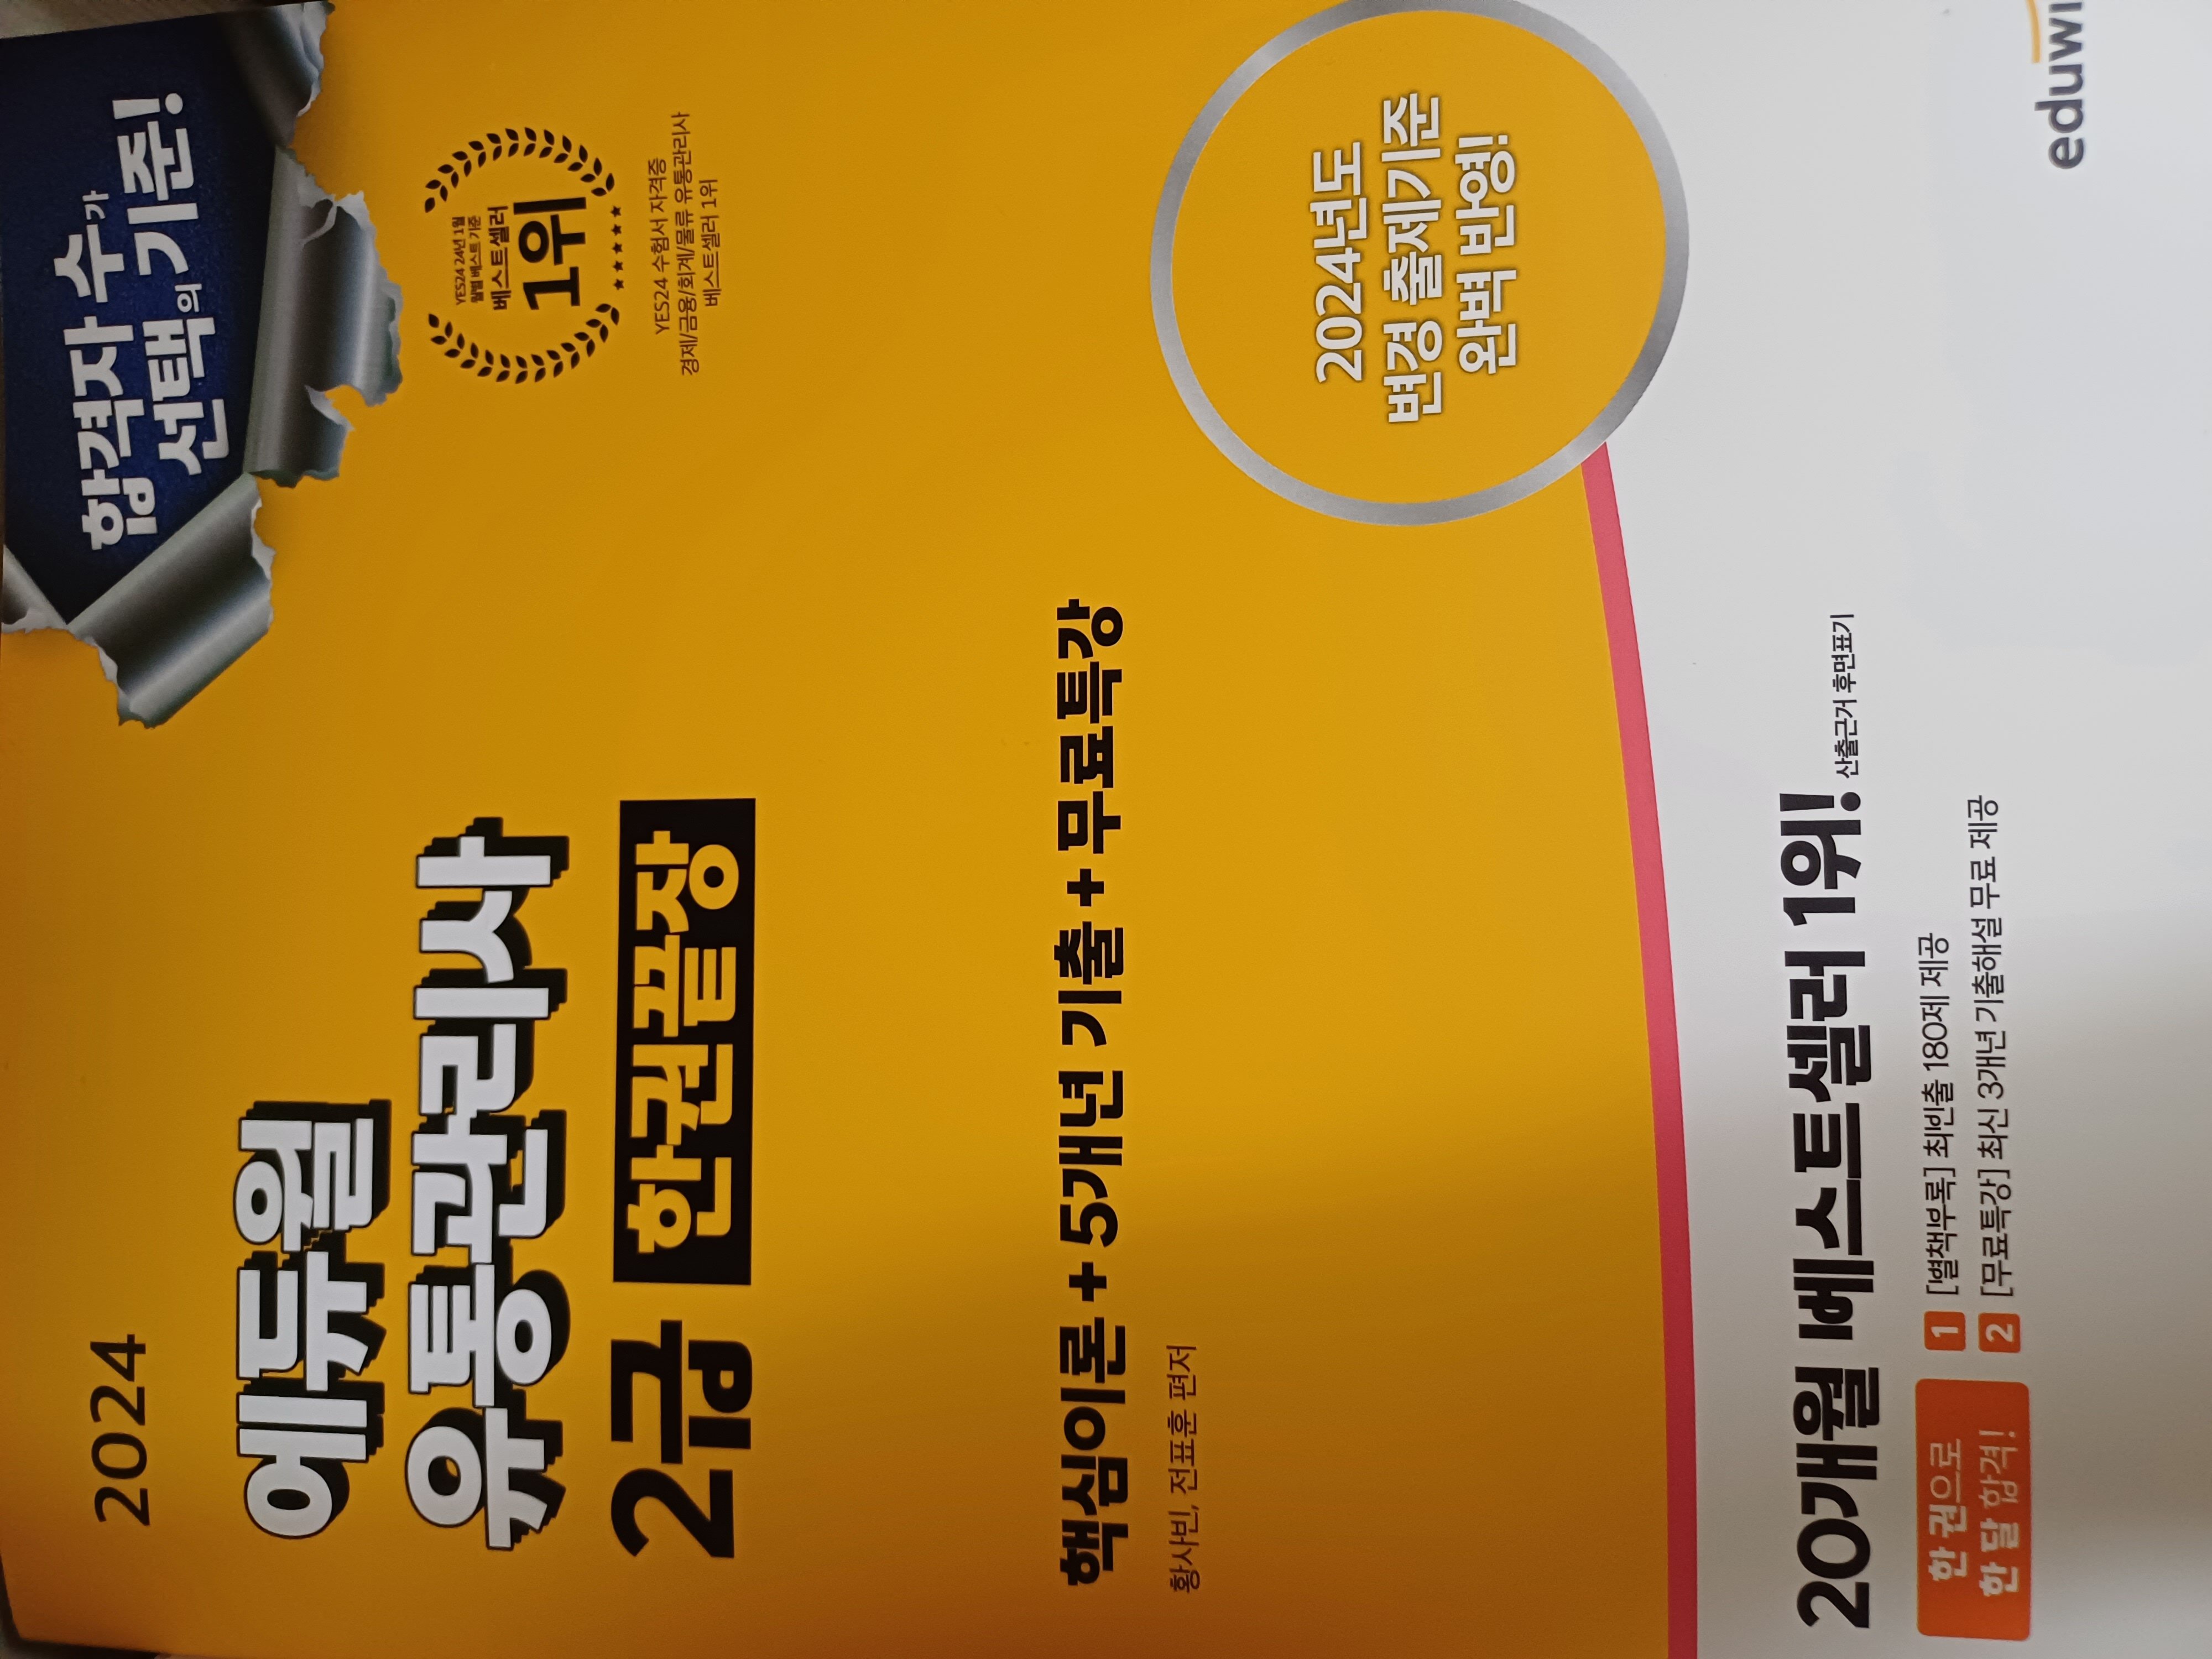 합격자 수가
선택의 기준!
2024
에듀윌
유통관리사
2급 한권끝장
YES24 24년 1월
월별 베스트 기준
베스트셀러
1위
★★★★★
YES24 수험서 자격증
경제/금융/회계/물류 유통관리사
베스트셀러 1위
핵심이론 + 5개년 기출 + 무료특강
황사빈, 전표훈 편저
2024년도
변경 출제기준
완벽 반영!
20개월 베스트셀러 1위! 산출근거 후면표기
한 권으로
한 달 합격!
1 [별책부록] 최빈출 180제 제공
2 [무료특강] 최신 3개년 기출해설 무료 제공
eduwi